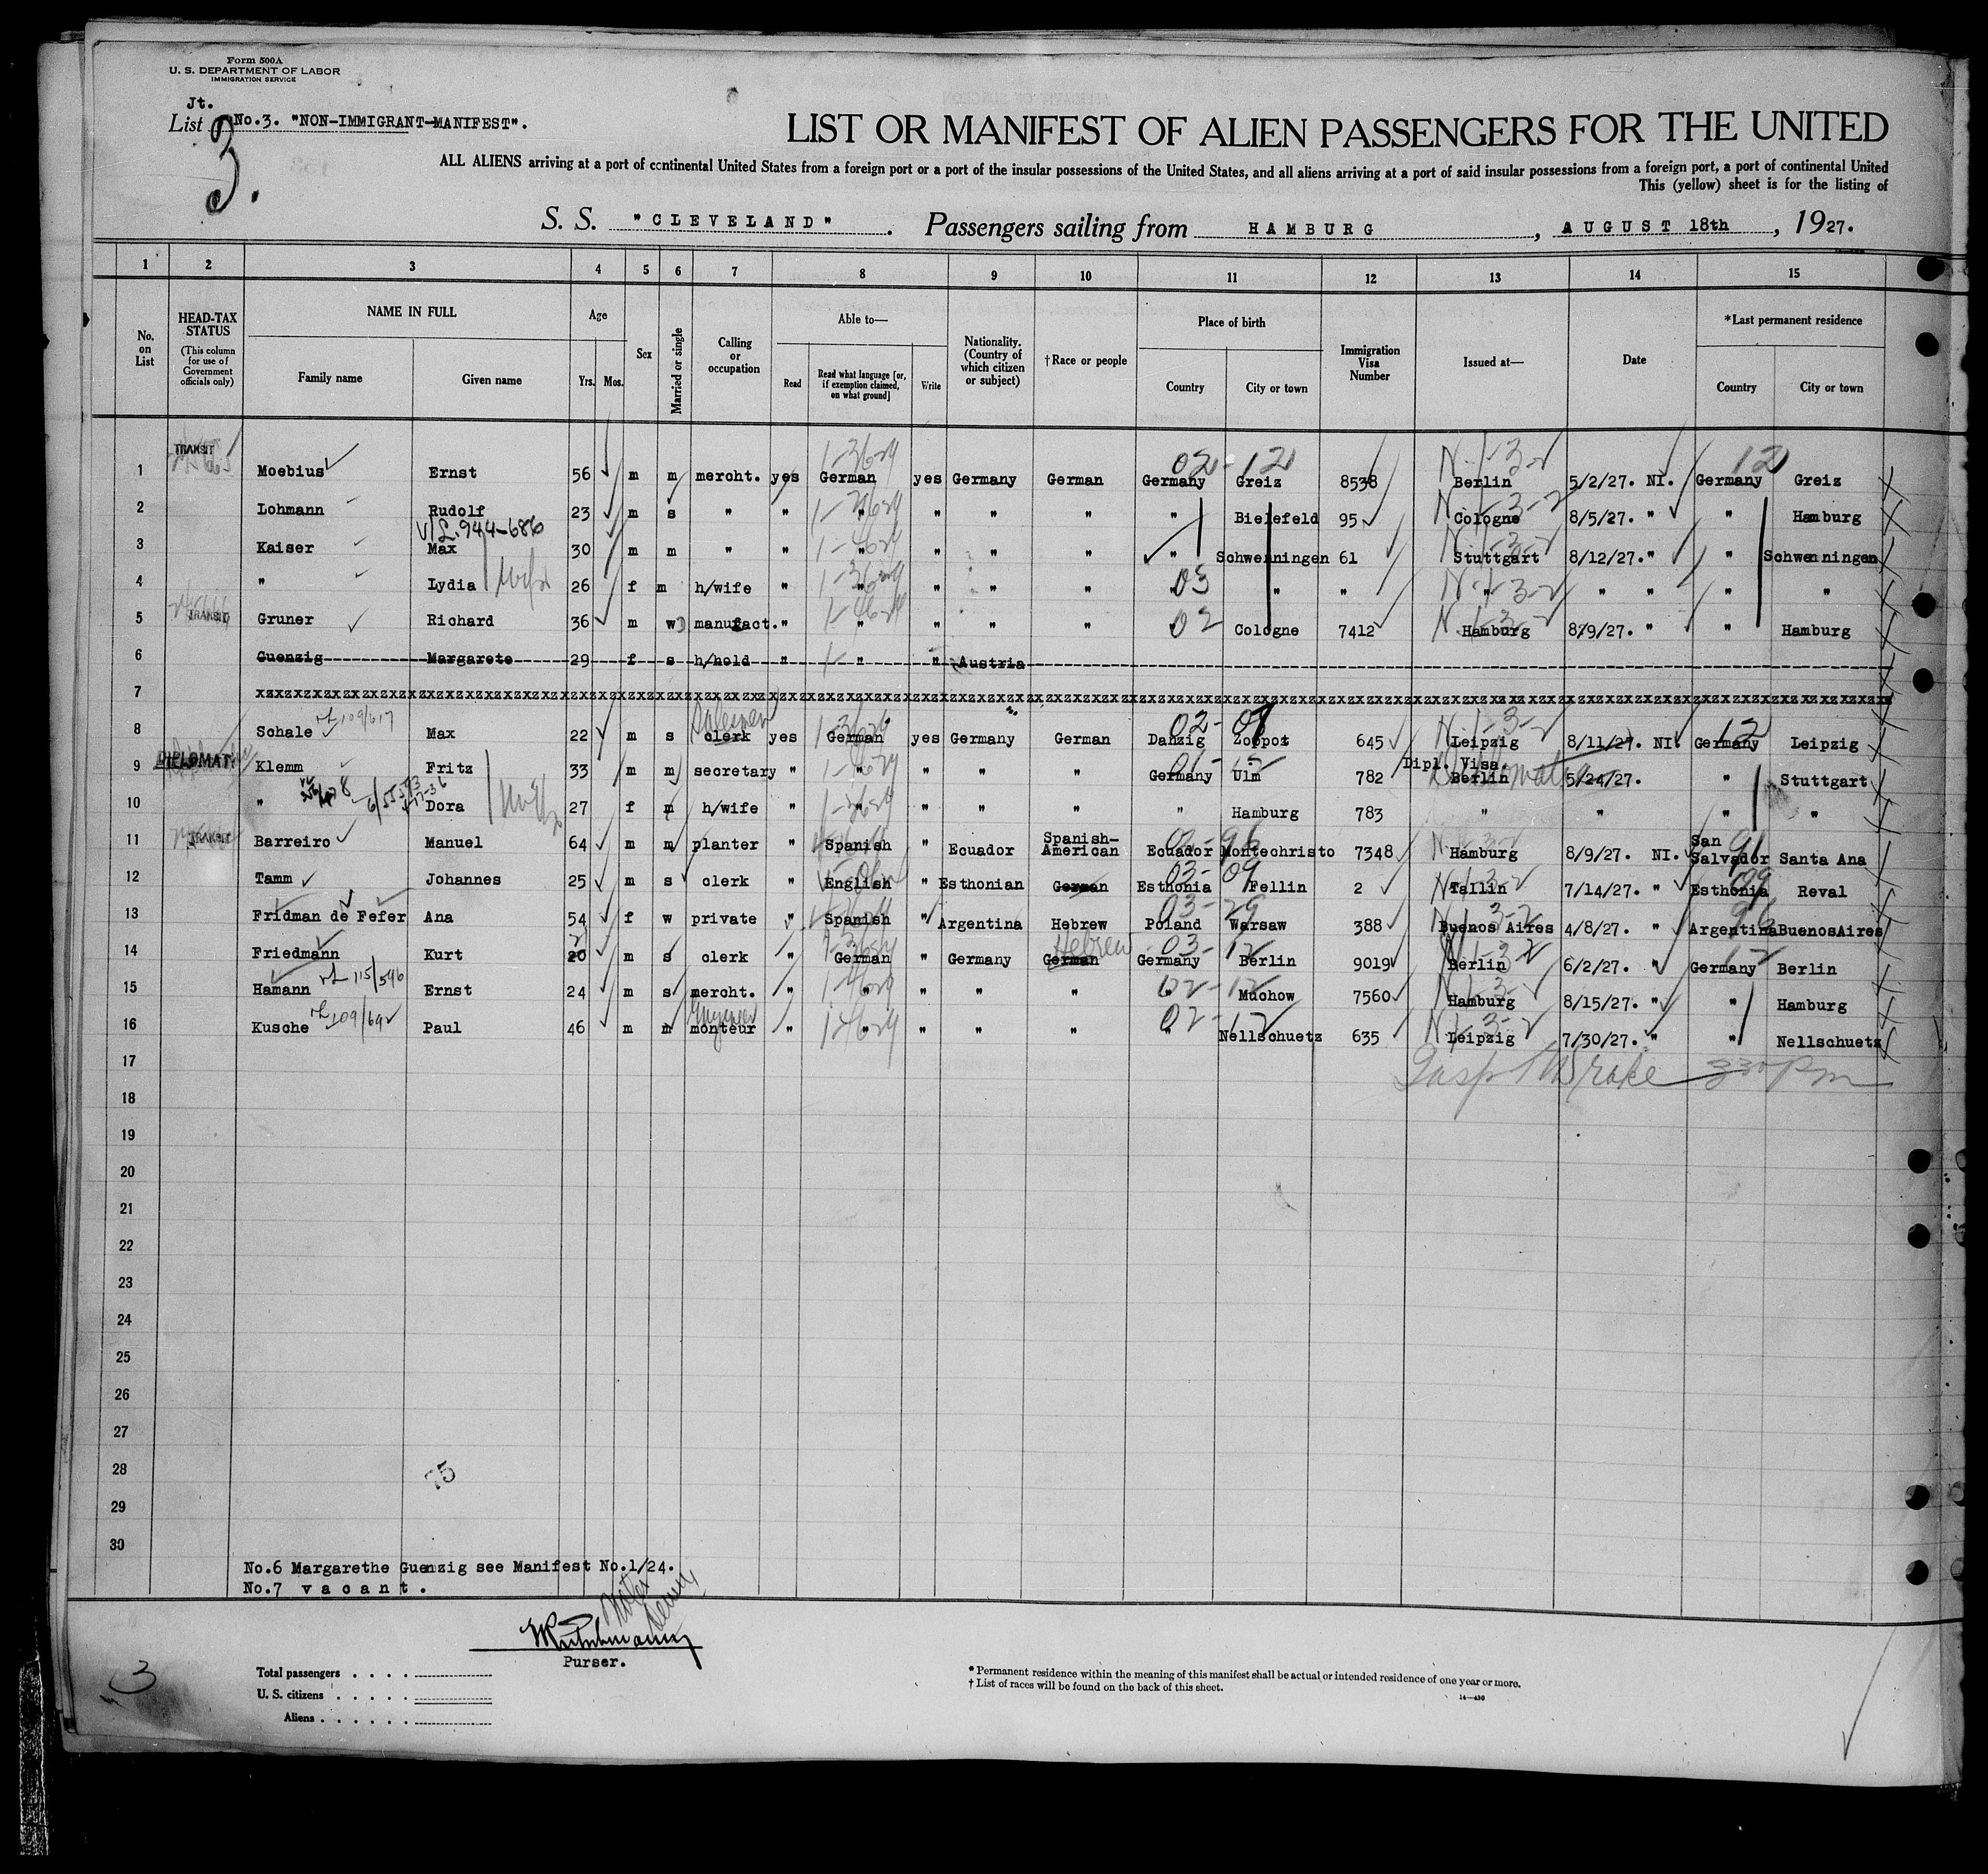 Form 500A
U. S. DEPARTMENT OF LABOR
IMMIGRATION SERVICE
Jt.
List No.3. "NON-IMMIGRANT-MANIFEST".
3.
LIST OR MANIFEST OF ALIEN PASSENGERS FOR THE UNITED
ALL ALIENS arriving at a port of continental United States from a foreign port or a port of the insular possessions of the United States, and all aliens arriving at a port of said insular possessions from a foreign port, a port of continental United
This (yellow) sheet is for the listing of
S. S. "CLEVELAND". Passengers sailing from HAMBURG, AUGUST 18th, 1927.
1 2 3 4 5 6 7 8 9 10 11 12 13 14 15
No. on List
HEAD-TAX STATUS (This column for use of Government officials only)
NAME IN FULL
Family name Given name
Age
Yrs. Mos.
Sex
Married or single
Calling or occupation
Able to—
Read Read what language [or, if exemption claimed, on what ground] Write
Nationality. (Country of which citizen or subject)
†Race or people
Place of birth
Country City or town
Immigration Visa Number
Issued at—
Date
*Last permanent residence
Country City or town
1 TRANSIT Moebius Ernst 56 m m mercht. yes German yes Germany German Germany Greiz 8538 Berlin 5/2/27. NI. Germany Greiz
2 Lohmann Rudolf 23 m s " " " " " " " Bielefeld 95 Cologne 8/5/27. " " Hamburg
V/L. 944-686
3 Kaiser Max 30 m m " " " " " " " Schwenningen 61 Stuttgart 8/12/27. " " Schwenningen
4 " Lydia 26 f m h/wife " " " " " " " " " " " " "
5 TRANSIT Gruner Richard 36 m w manufact. " " " " " " Cologne 7412 Hamburg 8/9/27. " " Hamburg
6 Guenzig Margarete 29 f s h/hold " " " Austria
7 xzxzxzxzxzxzxzxzxzxzxzxzxzxzxzxzxzxzxzxzxzxzxzxzxzxzxzxzxzxzxzxzxzxz
8 Schale Max 22 m s clerk Salesman yes German yes Germany German Danzig Zoppot 645 Leipzig 8/11/27. NI. Germany Leipzig
9 DIPLOMAT. Klemm Fritz 33 m m secretary " " " " " Germany Ulm 782 Dipl. Visa. Berlin 5/24/27. " Stuttgart
10 " Dora 27 f m h/wife " " " " " " Hamburg 783 " " " "
11 TRANSIT Barreiro Manuel 64 m m planter " Spanish " Ecuador Spanish-American Ecuador Montechristo 7348 Hamburg 8/9/27. NI. San Salvador Santa Ana
12 Tamm Johannes 25 m s clerk " English " Esthonian German Esthonia Fellin 2 Tallin 7/14/27. " Esthonia Reval
13 Fridman de Fefer Ana 54 f w private " Spanish " Argentina Hebrew Poland Warsaw 388 Buenos Aires 4/8/27. " Argentina BuenosAires
14 Friedmann Kurt 20 m s clerk " German " Germany German Hebrew Germany Berlin 9019 Berlin 6/2/27. " Germany Berlin
15 Hamann Ernst 24 m s mercht. " " " " " " Muchow 7560 Hamburg 8/15/27. " " Hamburg
16 Kusche Paul 46 m m monteur " " " " " " Nellschuetz 635 Leipzig 7/30/27. " " Nellschuetz
17
18
19
20
21
22
23
24
25
26
27
28
75
29
30
No.6 Margarethe Guenzig see Manifest No.1/24.
No.7 vacant.
Purser.
3
Total passengers
U. S. citizens
Aliens
* Permanent residence within the meaning of this manifest shall be actual or intended residence of one year or more.
† List of races will be found on the back of this sheet.
14—430